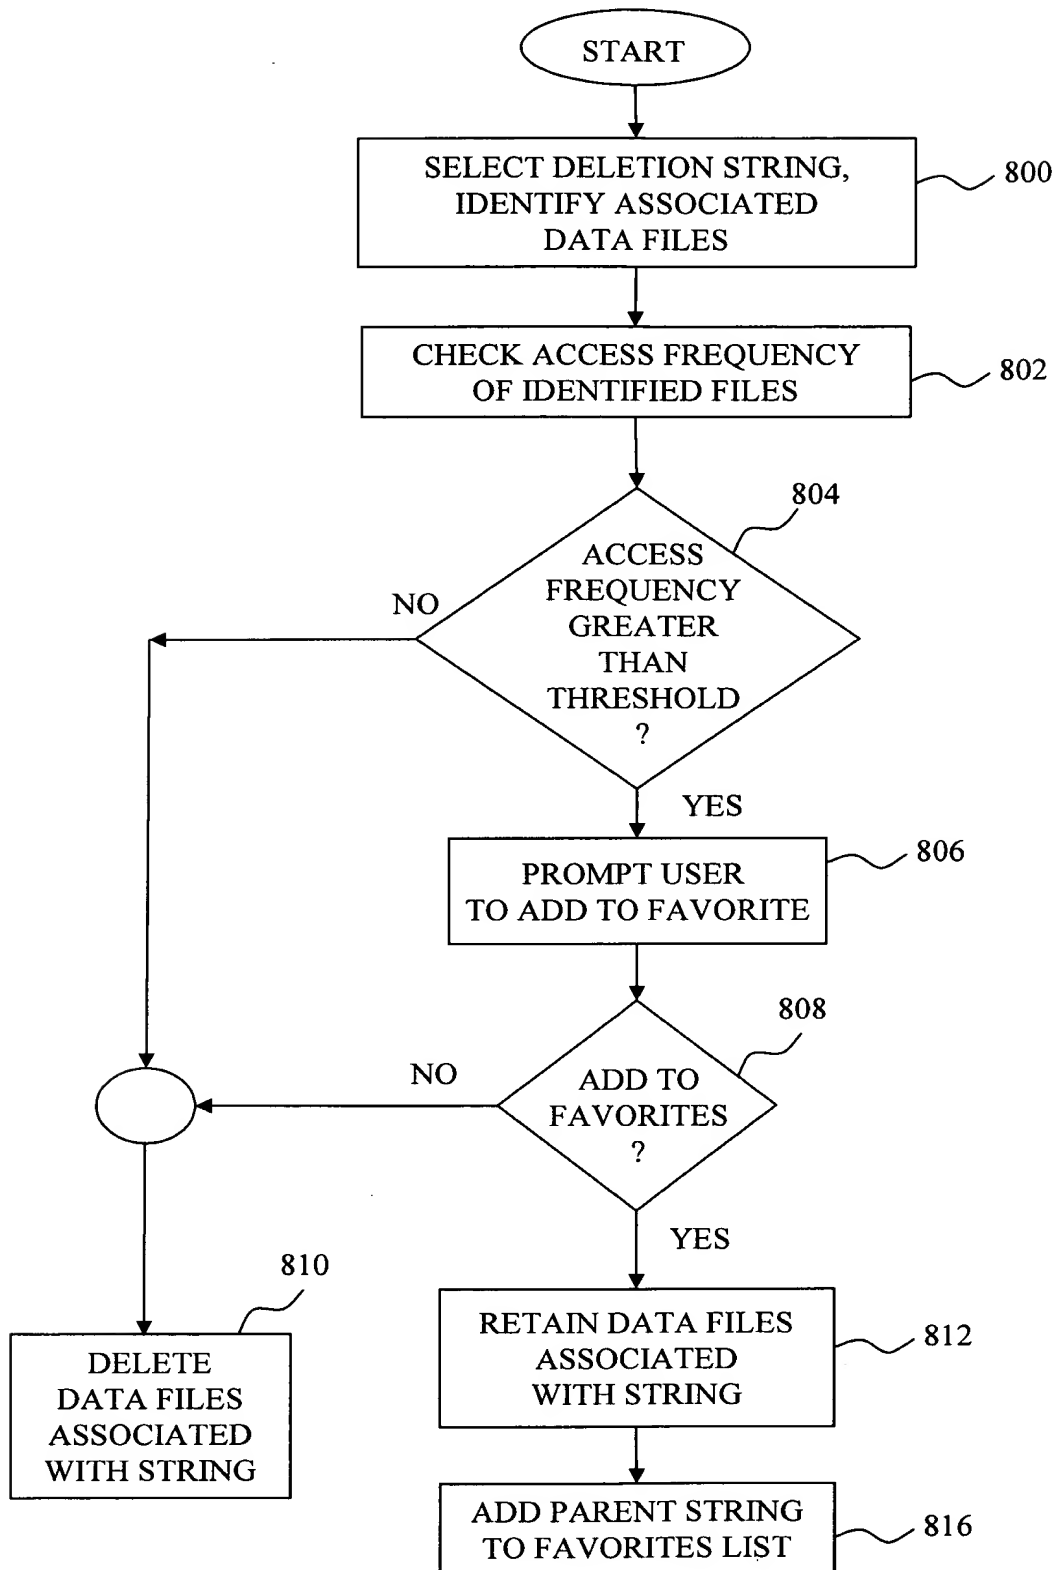 START
SELECT DELETION STRING,
IDENTIFY ASSOCIATED
DATA FILES
800
CHECK ACCESS FREQUENCY
OF IDENTIFIED FILES
802
804
ACCESS
FREQUENCY
GREATER
THAN
THRESHOLD
?
NO
YES
PROMPT USER
TO ADD TO FAVORITE
806
808
ADD TO
FAVORITES
?
NO
YES
810
DELETE
DATA FILES
ASSOCIATED
WITH STRING
RETAIN DATA FILES
ASSOCIATED
WITH STRING
812
ADD PARENT STRING
TO FAVORITES LIST
816